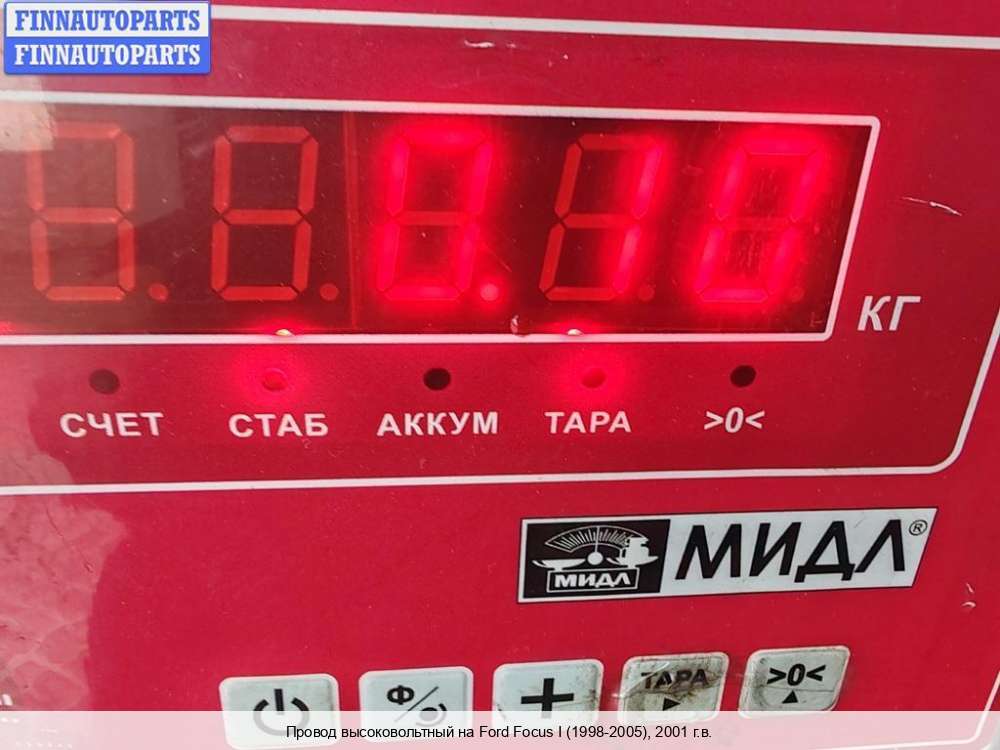 FINNAUTOPARTS
FINNAUTOPARTS
0.10
КГ
СЧЕТ СТАБ АККУМ ТАРА >0<
МИДЛ МИДЛ®
Ф/ + ТАРА >0<
Провод высоковольтный на Ford Focus I (1998-2005), 2001 г.в.